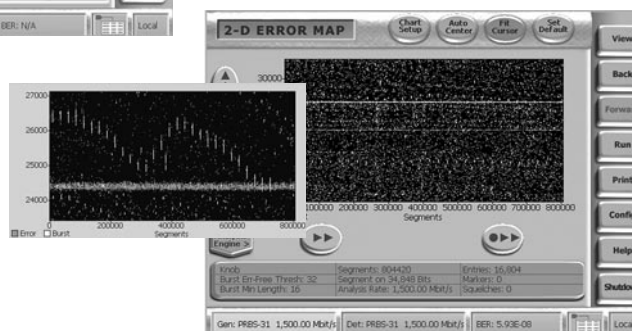 BER: N/A
Local
2-D ERROR MAP
Chart Setup
Auto Center
Fit Cursor
Set Default
View
Back
Forwar
Run
Print
Config
Help
Shutdow
30000
100000 200000 300000 400000 500000 600000 700000 800000
Segments
27000
26000
25000
24000
0 200000 400000 600000 800000
Segments
Error Burst
Engine >
Knob
Burst Err-Free Thresh: 32
Burst Min Length: 16
Segments: 804420
Segment on 34,848 Bits
Analysis Rate: 1,500.00 Mbit/s
Entries: 16,804
Markers: 0
Squelches: 0
Gen: PRBS-31 1,500.00 Mbit/s
Det: PRBS-31 1,500.00 Mbit/s
BER: 5.93E-08
Local